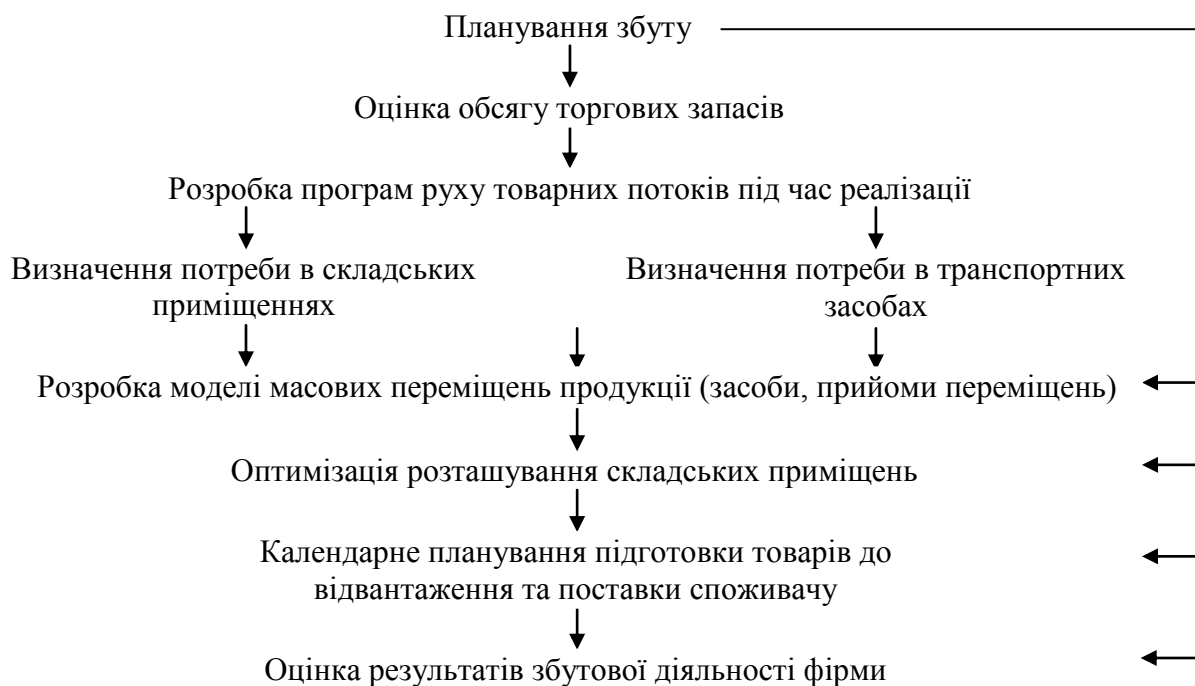 Планування збуту
Оцінка обсягу торгових запасів
Розробка програм руху товарних потоків під час реалізації
Визначення потреби в складських
приміщеннях
Визначення потреби в транспортних
засобах
Розробка моделі масових переміщень продукції (засоби, прийоми переміщень)
Оптимізація розташування складських приміщень
Календарне планування підготовки товарів до
відвантаження та поставки споживачу
Оцінка результатів збутової діяльності фірми